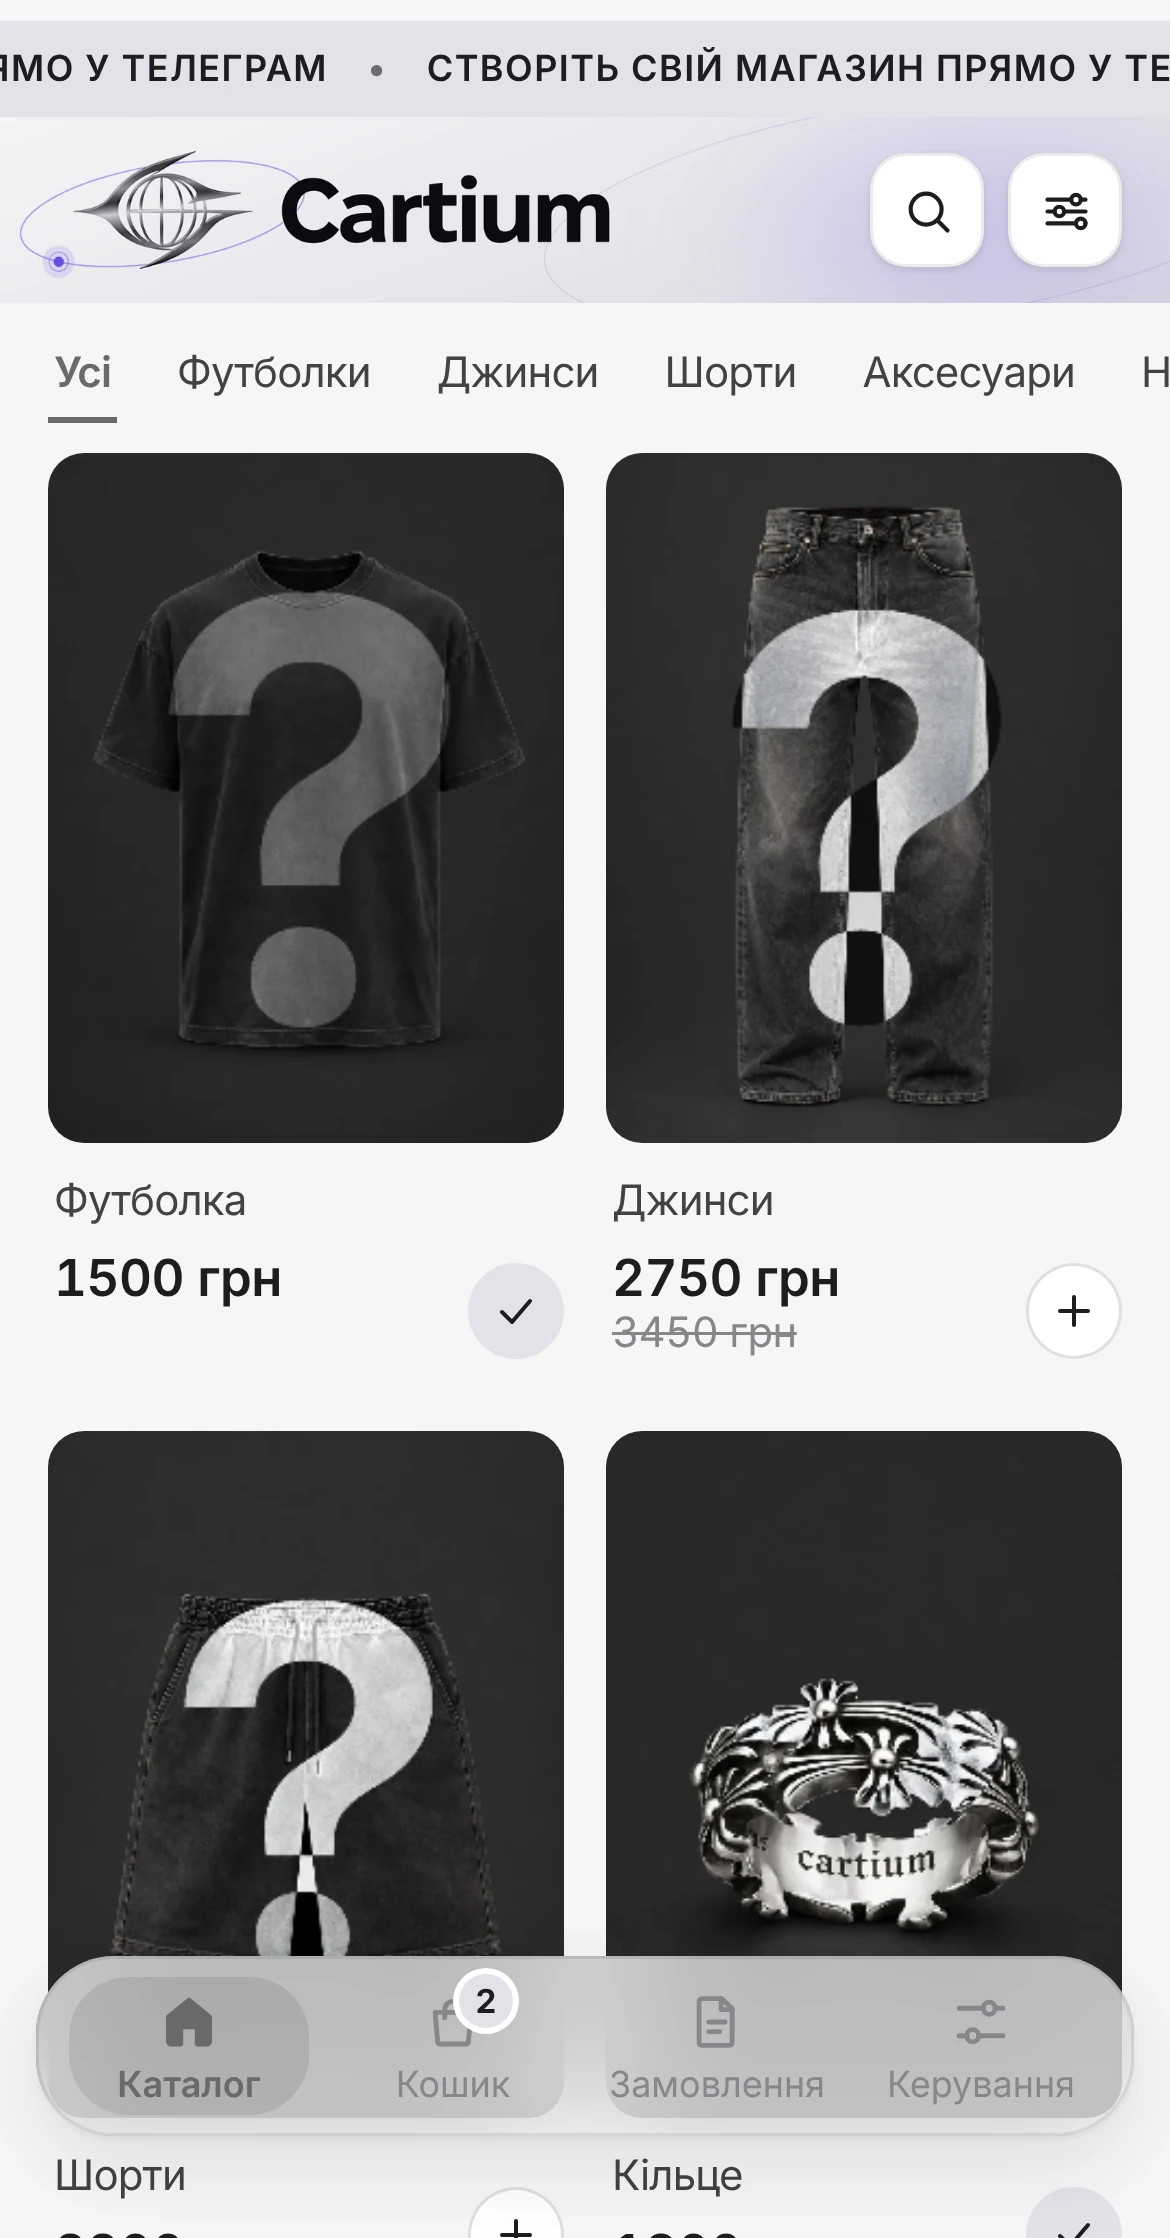 ЯМО У ТЕЛЕГРАМ • СТВОРІТЬ СВІЙ МАГАЗИН ПРЯМО У ТЕ
Cartium
Усі Футболки Джинси Шорти Аксесуари Н
?
?
Футболка
1500 грн
Джинси
2750 грн
3450 грн
?
cartium
Каталог
2
Кошик
Замовлення
Керування
Шорти
Кільце